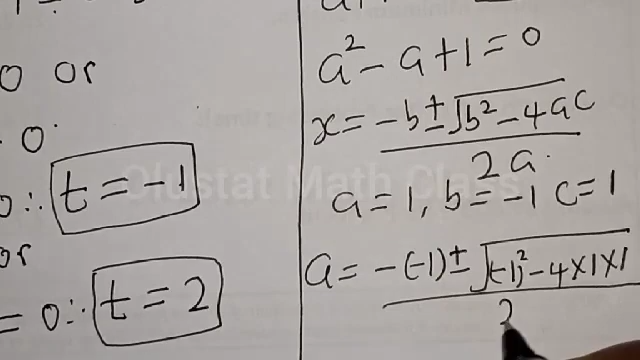 0 or
0.
0 ∴ t = -1
or
= 0 ∴ t = 2
a² - a + 1 = 0
x = -b ± √b² - 4ac
2a.
a = 1, b = -1 c = 1
a = -(-1) ± √(-1)² - 4×1×1
2
Olustat Math Class